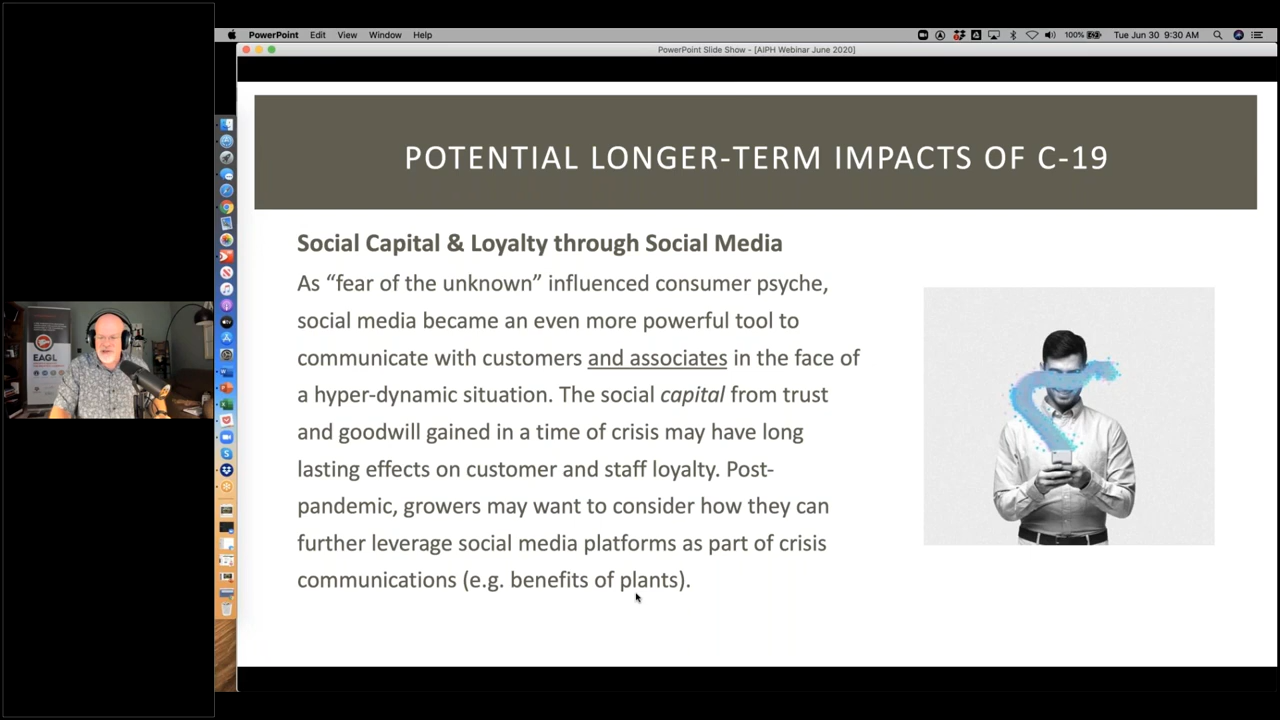 PowerPoint Edit View Window Help
100% Tue Jun 30 9:30 AM
PowerPoint Slide Show - [AIPH Webinar June 2020]
POTENTIAL LONGER-TERM IMPACTS OF C-19
Social Capital & Loyalty through Social Media
As “fear of the unknown” influenced consumer psyche,
social media became an even more powerful tool to
communicate with customers and associates in the face of
a hyper-dynamic situation. The social capital from trust
and goodwill gained in a time of crisis may have long
lasting effects on customer and staff loyalty. Post-
pandemic, growers may want to consider how they can
further leverage social media platforms as part of crisis
communications (e.g. benefits of plants).
EAGL